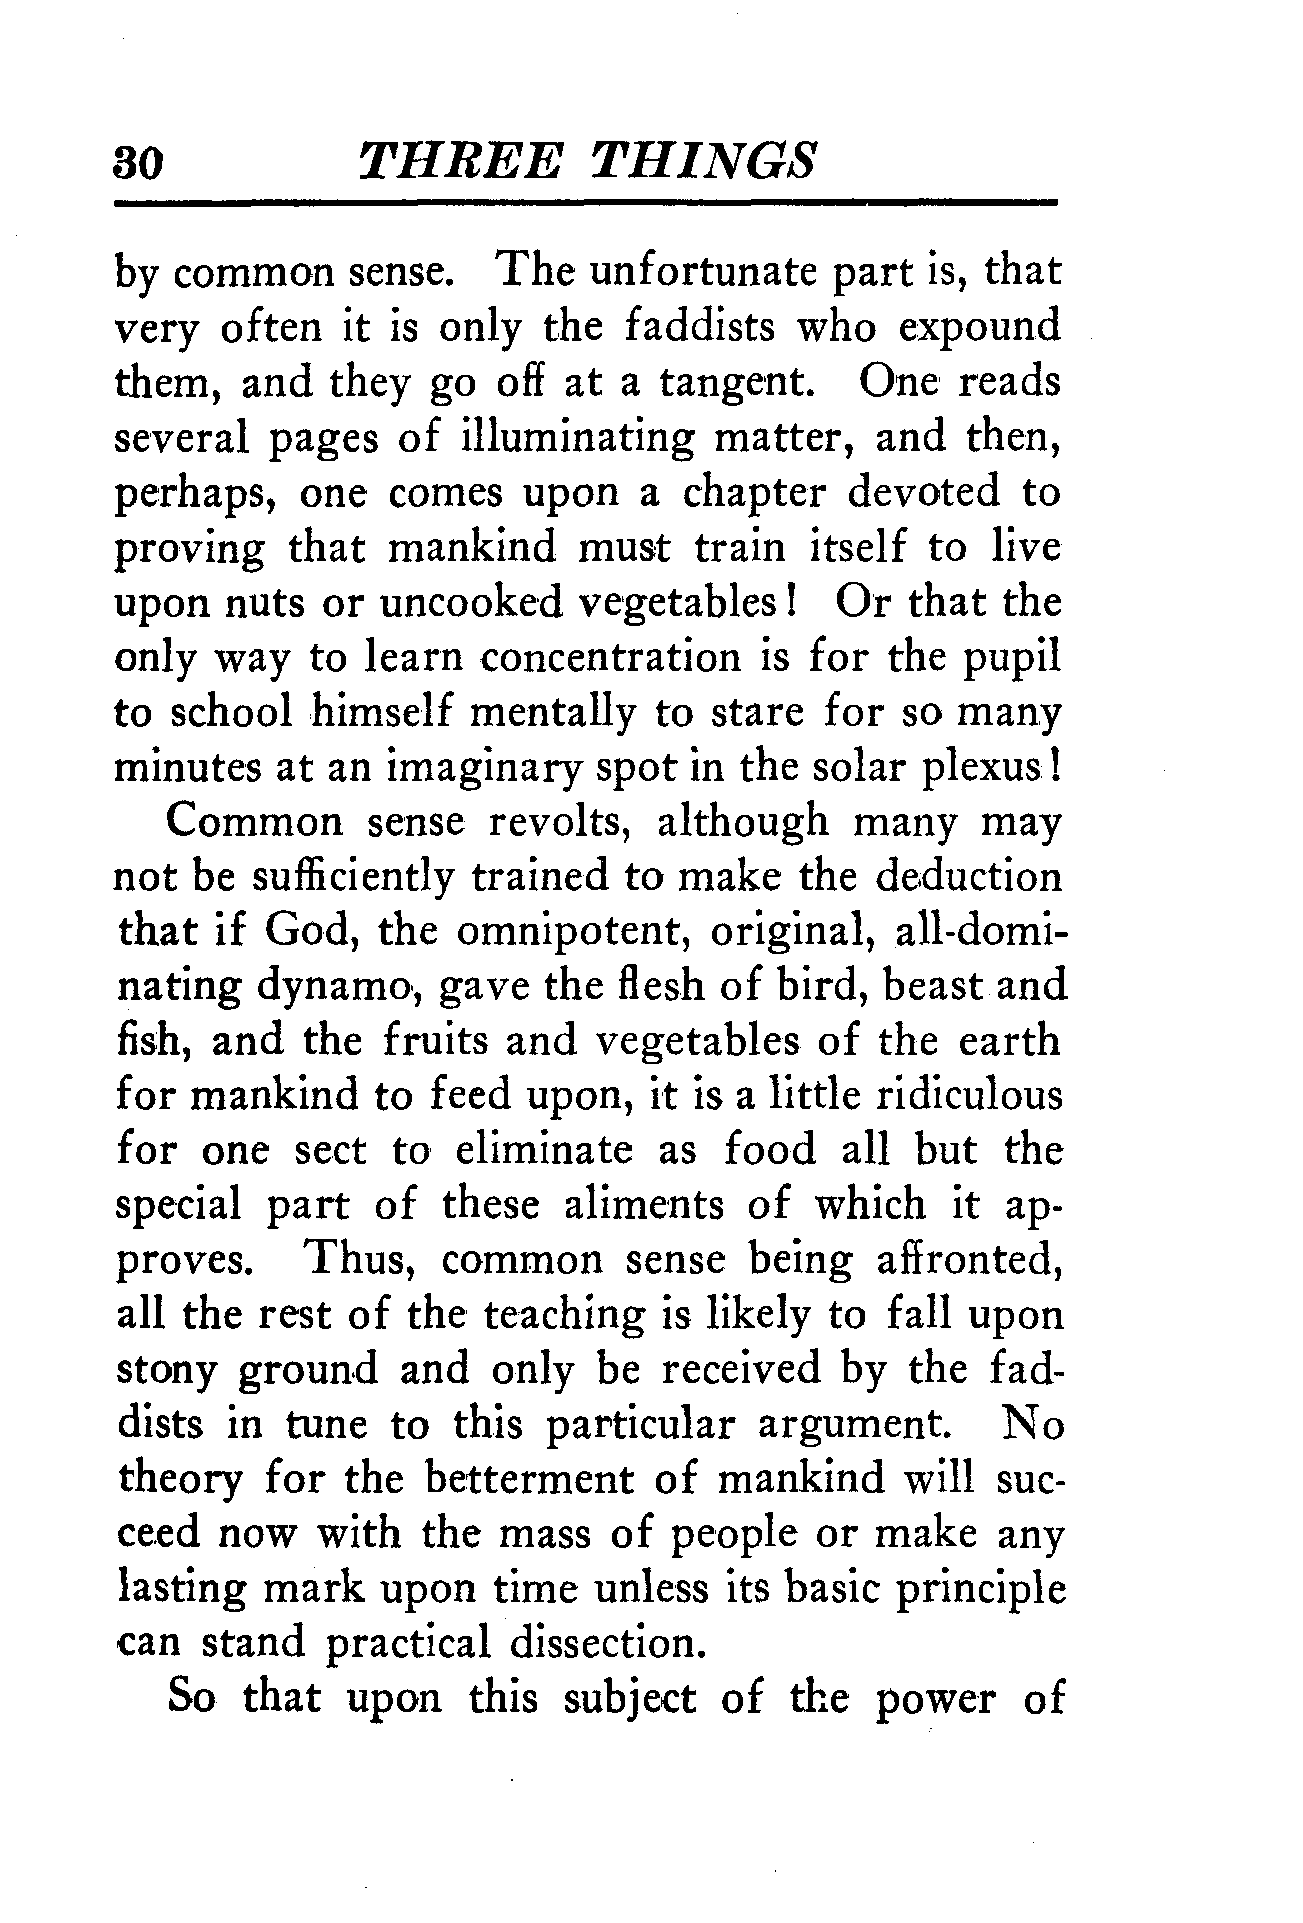 30 THREE THINGS
by common sense. The unfortunate part is, that
very often it is only the faddists who expound
them, and they go off at a tangent. One reads
several pages of illuminating matter, and then,
perhaps, one comes upon a chapter devoted to
proving that mankind must train itself to live
upon nuts or uncooked vegetables! Or that the
only way to learn concentration is for the pupil
to school himself mentally to stare for so many
minutes at an imaginary spot in the solar plexus!
Common sense revolts, although many may
not be sufficiently trained to make the deduction
that if God, the omnipotent, original, all-domi-
nating dynamo, gave the flesh of bird, beast and
fish, and the fruits and vegetables of the earth
for mankind to feed upon, it is a little ridiculous
for one sect to eliminate as food all but the
special part of these aliments of which it ap-
proves. Thus, common sense being affronted,
all the rest of the teaching is likely to fall upon
stony ground and only be received by the fad-
dists in tune to this particular argument. No
theory for the betterment of mankind will suc-
ceed now with the mass of people or make any
lasting mark upon time unless its basic principle
can stand practical dissection.
So that upon this subject of the power of